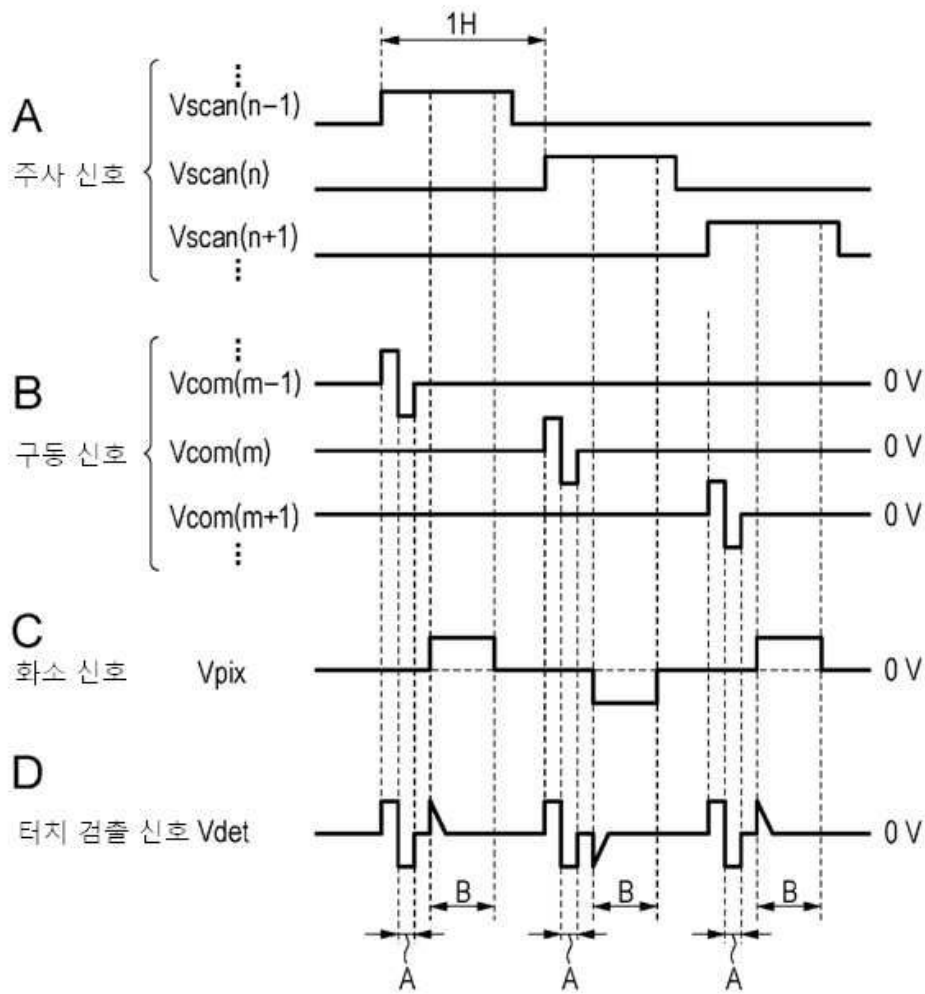 1H
A
주사 신호
Vscan(n−1)
Vscan(n)
Vscan(n+1)
B
구동 신호
Vcom(m−1)
0 V
Vcom(m)
0 V
Vcom(m+1)
0 V
C
화소 신호
Vpix
0 V
D
터치 검출 신호 Vdet
0 V
B
B
B
A
A
A